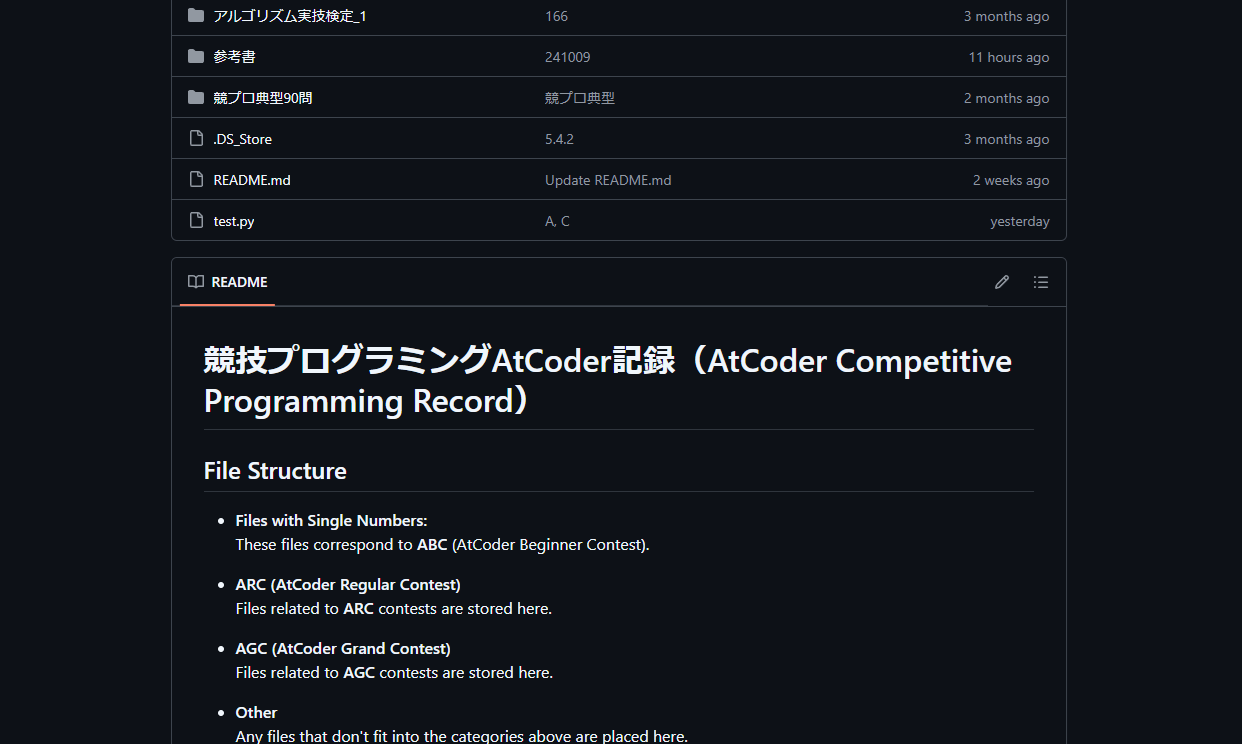 アルゴリズム実技検定_1 166 3 months ago
参考書 241009 11 hours ago
競プロ典型90問 競プロ典型 2 months ago
.DS_Store 5.4.2 3 months ago
README.md Update README.md 2 weeks ago
test.py A, C yesterday
README
競技プログラミングAtCoder記録（AtCoder Competitive
Programming Record）
File Structure
• Files with Single Numbers:
These files correspond to ABC (AtCoder Beginner Contest).
• ARC (AtCoder Regular Contest)
Files related to ARC contests are stored here.
• AGC (AtCoder Grand Contest)
Files related to AGC contests are stored here.
• Other
Any files that don't fit into the categories above are placed here.